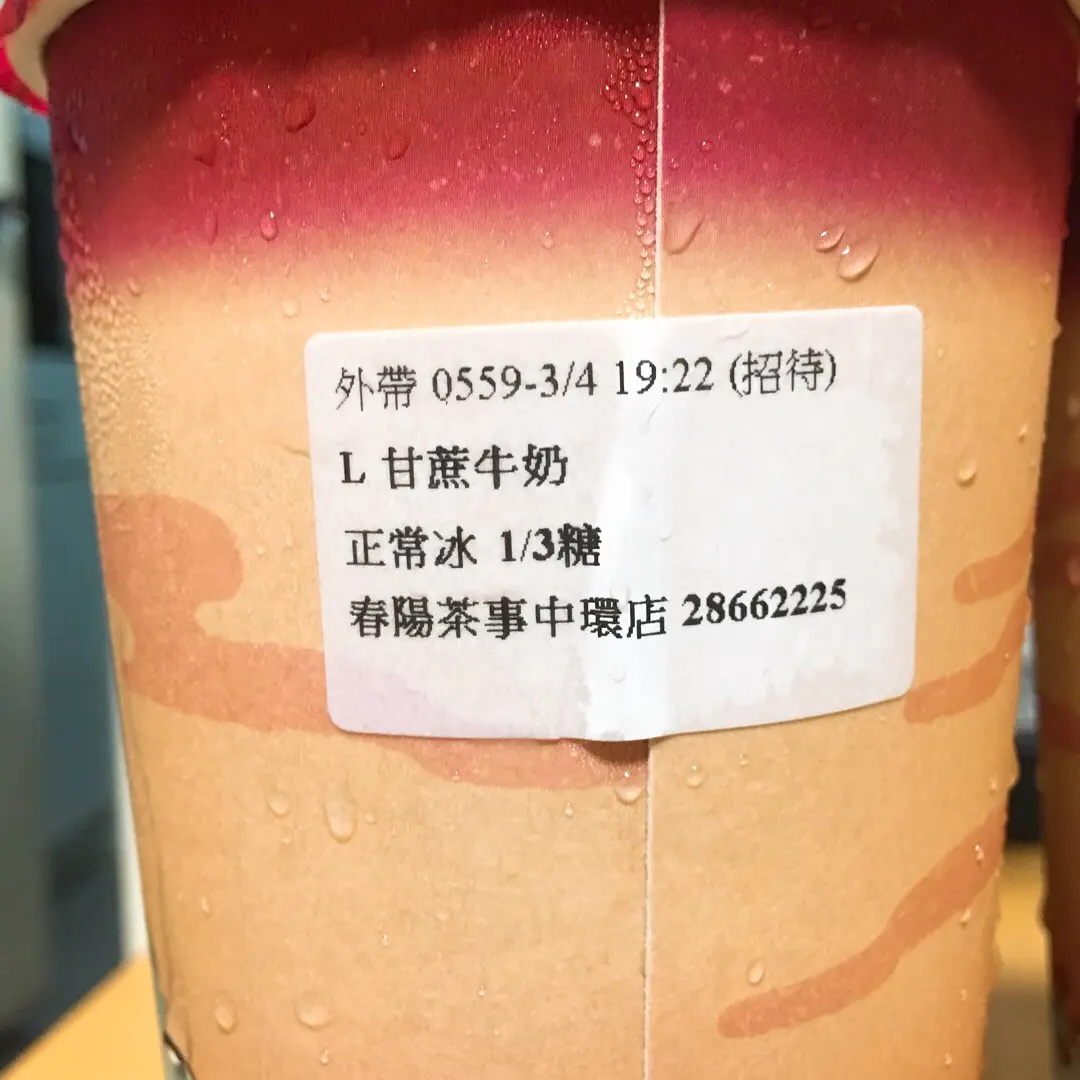 外帶 0559-3/4 19:22 (招待)
L 甘蔗牛奶
正常冰 1/3糖
春陽茶事中環店 28662225